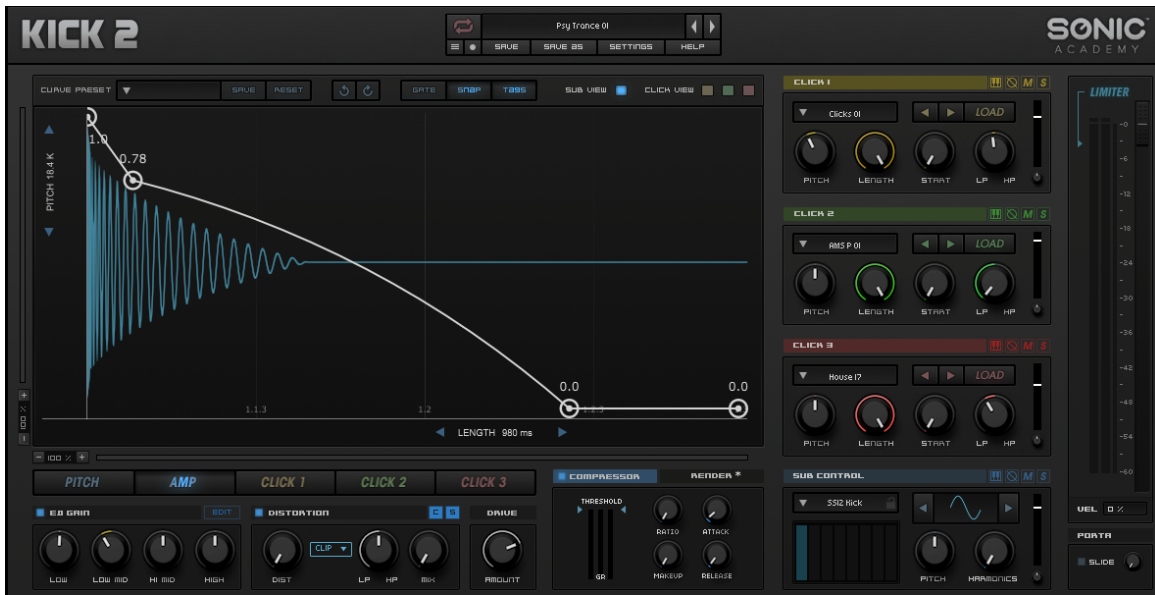 KICK 2
Psy Trance 01
SAVE
SAVE AS
SETTINGS
HELP
SONIC
ACADEMY
CURVE PRESET
SAVE
RESET
GATE
SNAP
TAGS
SUB VIEW
CLICK VIEW
PITCH 18.4 K
1.0
0.78
0.0
0.0
1.1.3
1.2
1.2.3
LENGTH 980 ms
100 %
100 %
PITCH
AMP
CLICK 1
CLICK 2
CLICK 3
EQ GAIN
EDIT
LOW
LOW MID
HI MID
HIGH
DISTORTION
C
S
DIST
CLIP
LP
HP
MIX
DRIVE
AMOUNT
COMPRESSOR
RENDER *
THRESHOLD
GR
RATIO
ATTACK
MAKEUP
RELEASE
CLICK 1
M
S
Clicks 01
LOAD
PITCH
LENGTH
START
LP
HP
CLICK 2
M
S
AMS P 01
LOAD
PITCH
LENGTH
START
LP
HP
CLICK 3
M
S
House 17
LOAD
PITCH
LENGTH
START
LP
HP
SUB CONTROL
M
S
SS12 Kick
PITCH
HARMONICS
LIMITER
-0
-6
-12
-18
-24
-30
-36
-42
-48
-54
-60
VEL
0 %
PORTA
SLIDE